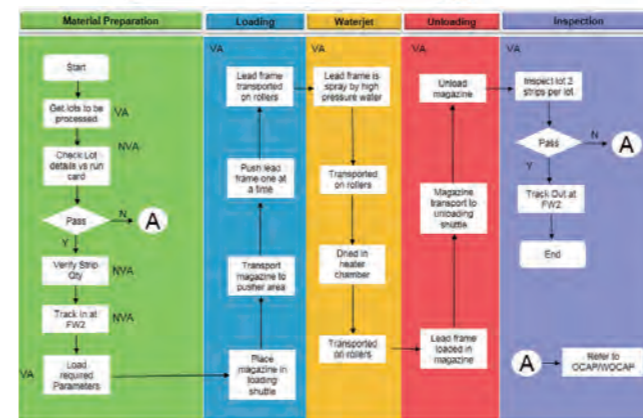 Material Preparation
Loading
Waterjet
Unloading
Inspection
Start
Get lots to be
processed
VA
NVA
Check Lot
details vs run
card
Pass
N
A
Y
Verify Strip
Qty
NVA
Track In at
FW2
NVA
VA
Load
required
Parameters
VA
Lead frame
transported
on rollers
Push lead
frame one at
a time
Transport
magazine to
pusher area
Place
magazine in
loading
shuttle
VA
Lead frame is
spray by high
pressure water
Transported
on rollers
Dried in
heater
chamber
Transported
on rollers
VA
Unload
magazine
Magazine
transport to
unloading
shuttle
Lead frame
loaded in
magazine
VA
Inspect lot 2
strips per lot
Pass
N
A
Y
Track Out at
FW2
End
A
Refer to
OCAP/WOCAP